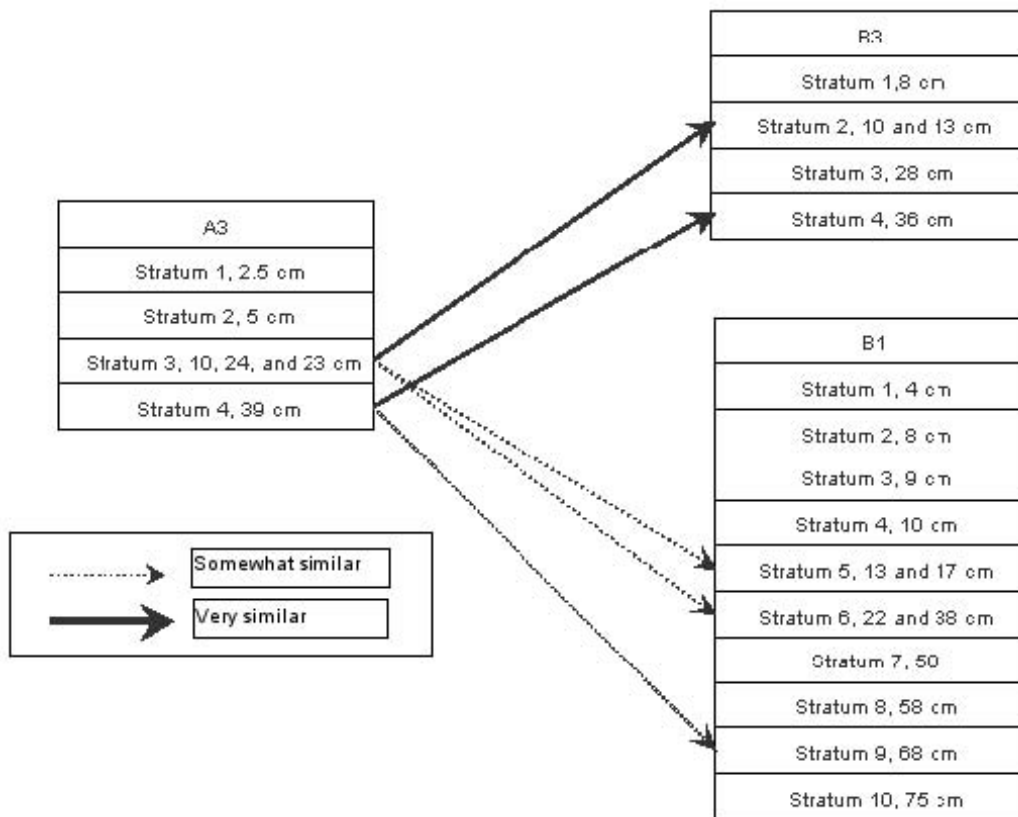 B3
Stratum 1,8 cm
Stratum 2, 10 and 13 cm
Stratum 3, 28 cm
Stratum 4, 36 cm
A3
Stratum 1, 2.5 cm
Stratum 2, 5 cm
Stratum 3, 10, 24, and 23 cm
Stratum 4, 39 cm
B1
Stratum 1, 4 cm
Stratum 2, 8 cm
Stratum 3, 9 cm
Stratum 4, 10 cm
Stratum 5, 13 and 17 cm
Stratum 6, 22 and 38 cm
Stratum 7, 50
Stratum 8, 58 cm
Stratum 9, 68 cm
Stratum 10, 75 cm
Somewhat similar
Very similar